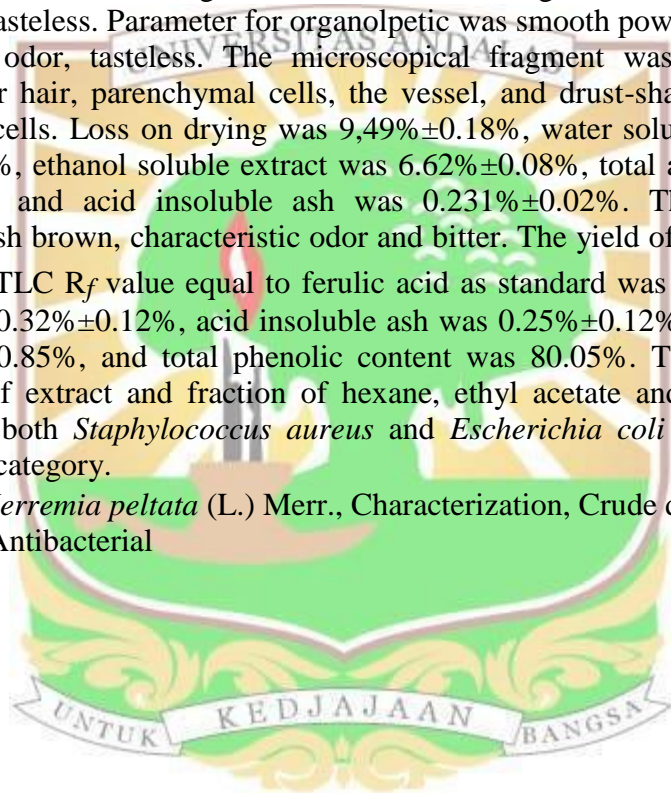 asteless. Parameter for organolpetic was smooth pow
odor, tasteless. The microscopical fragment was
r hair, parenchymal cells, the vessel, and drust-sha
cells. Loss on drying was 9,49%±0.18%, water solu
%, ethanol soluble extract was 6.62%±0.08%, total a
and acid insoluble ash was 0.231%±0.02%. Th
sh brown, characteristic odor and bitter. The yield of
TLC Rf value equal to ferulic acid as standard was
0.32%±0.12%, acid insoluble ash was 0.25%±0.12%
0.85%, and total phenolic content was 80.05%. T
f extract and fraction of hexane, ethyl acetate and
both Staphylococcus aureus and Escherichia coli
category.
erremia peltata (L.) Merr., Characterization, Crude d
Antibacterial
UNIVERSITAS ANDALAS
UNTUK KEDJAJAAN BANGSA